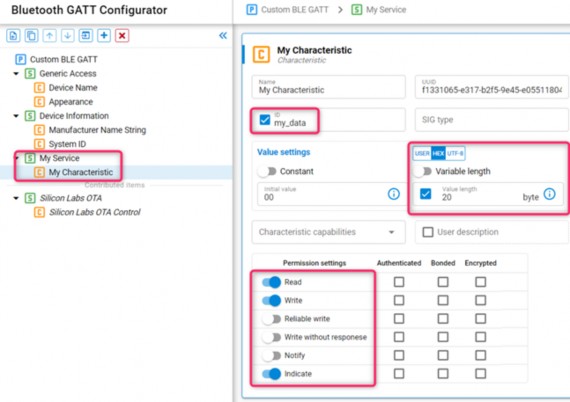 Bluetooth GATT Configurator
Custom BLE GATT
Generic Access
Device Name
Appearance
Device Information
Manufacturer Name String
System ID
My Service
My Characteristic
Contributed items
Silicon Labs OTA
Silicon Labs OTA Control
P Custom BLE GATT > S My Service
C My Characteristic
Characteristic
Name
My Characteristic
UUID
f1331065-e317-b2f5-9e45-e0551180
ID
my_data
SIG type
Value settings
USER HEX UTF-8
Constant
Variable length
Initial value
00
Value length
20 byte
Characteristic capabilities
User description
Permission settings Authenticated Bonded Encrypted
Read
Write
Reliable write
Write without responese
Notify
Indicate